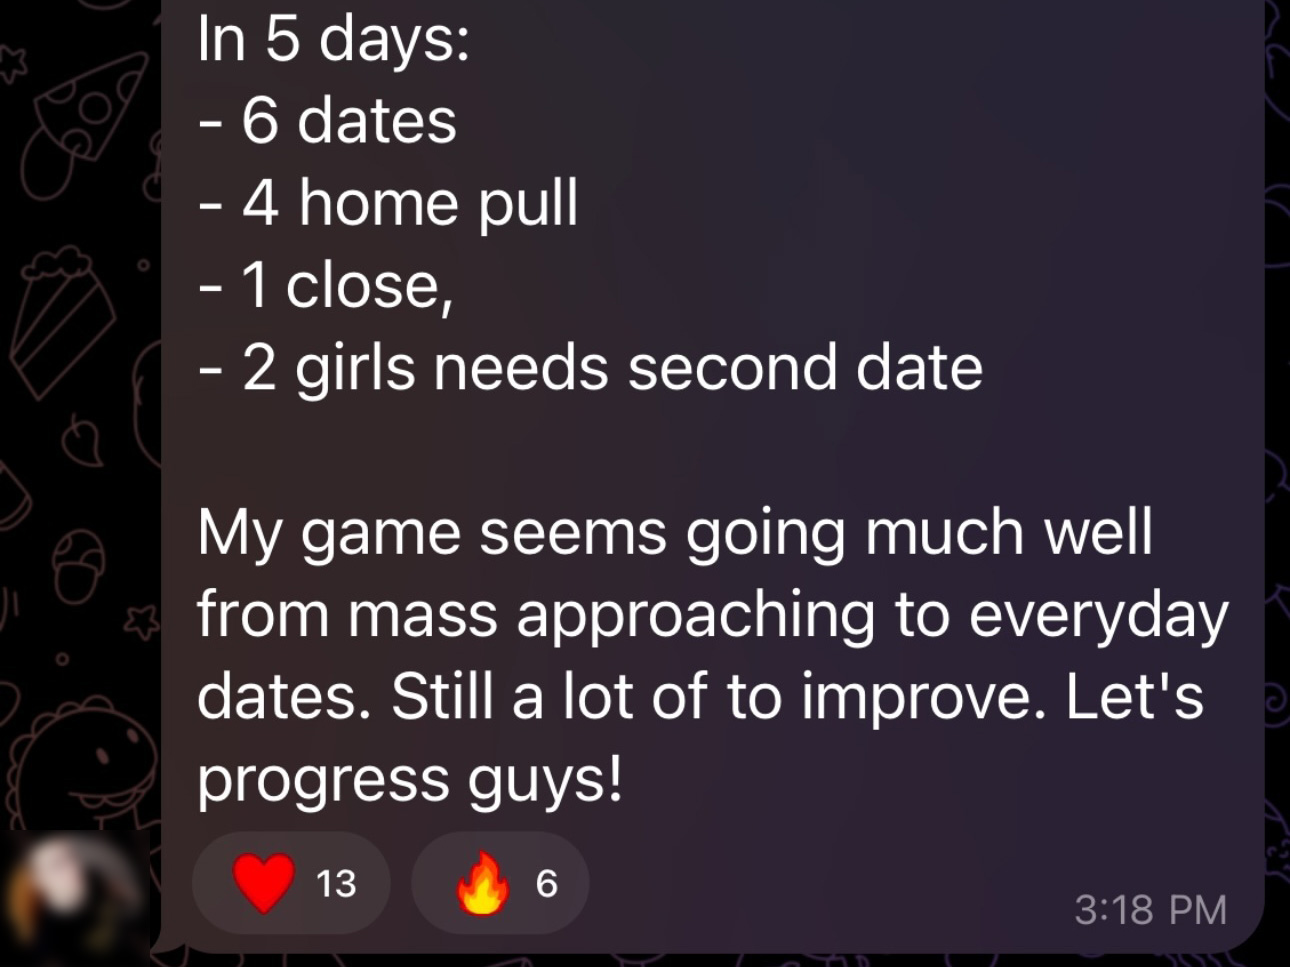 In 5 days:
- 6 dates
- 4 home pull
- 1 close,
- 2 girls needs second date
My game seems going much well
from mass approaching to everyday
dates. Still a lot of to improve. Let's
progress guys!
13 6
3:18 PM